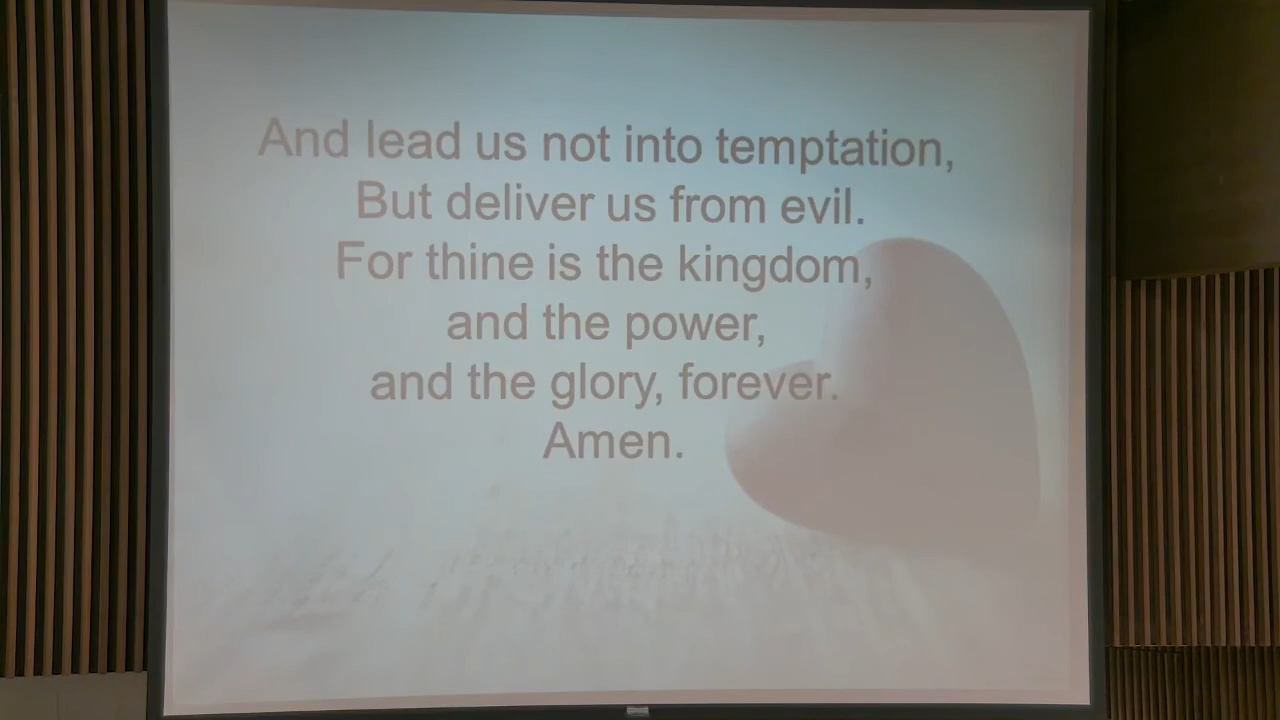 And lead us not into temptation,
But deliver us from evil.
For thine is the kingdom,
and the power,
and the glory, forever.
Amen.